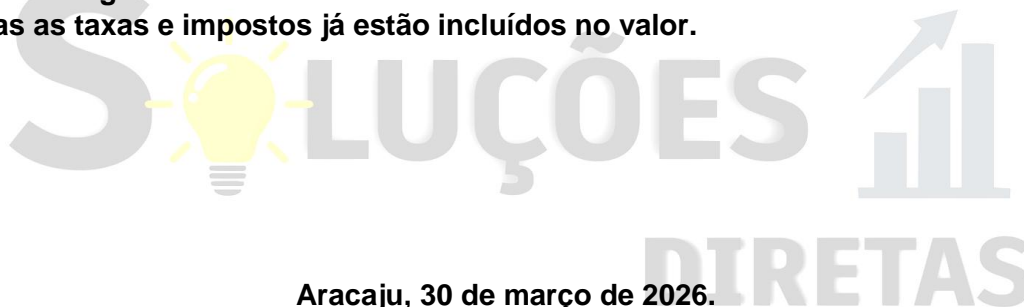 as as taxas e impostos já estão incluídos no valor.
SOLUÇÕES
DIRETAS
Aracaju, 30 de março de 2026.